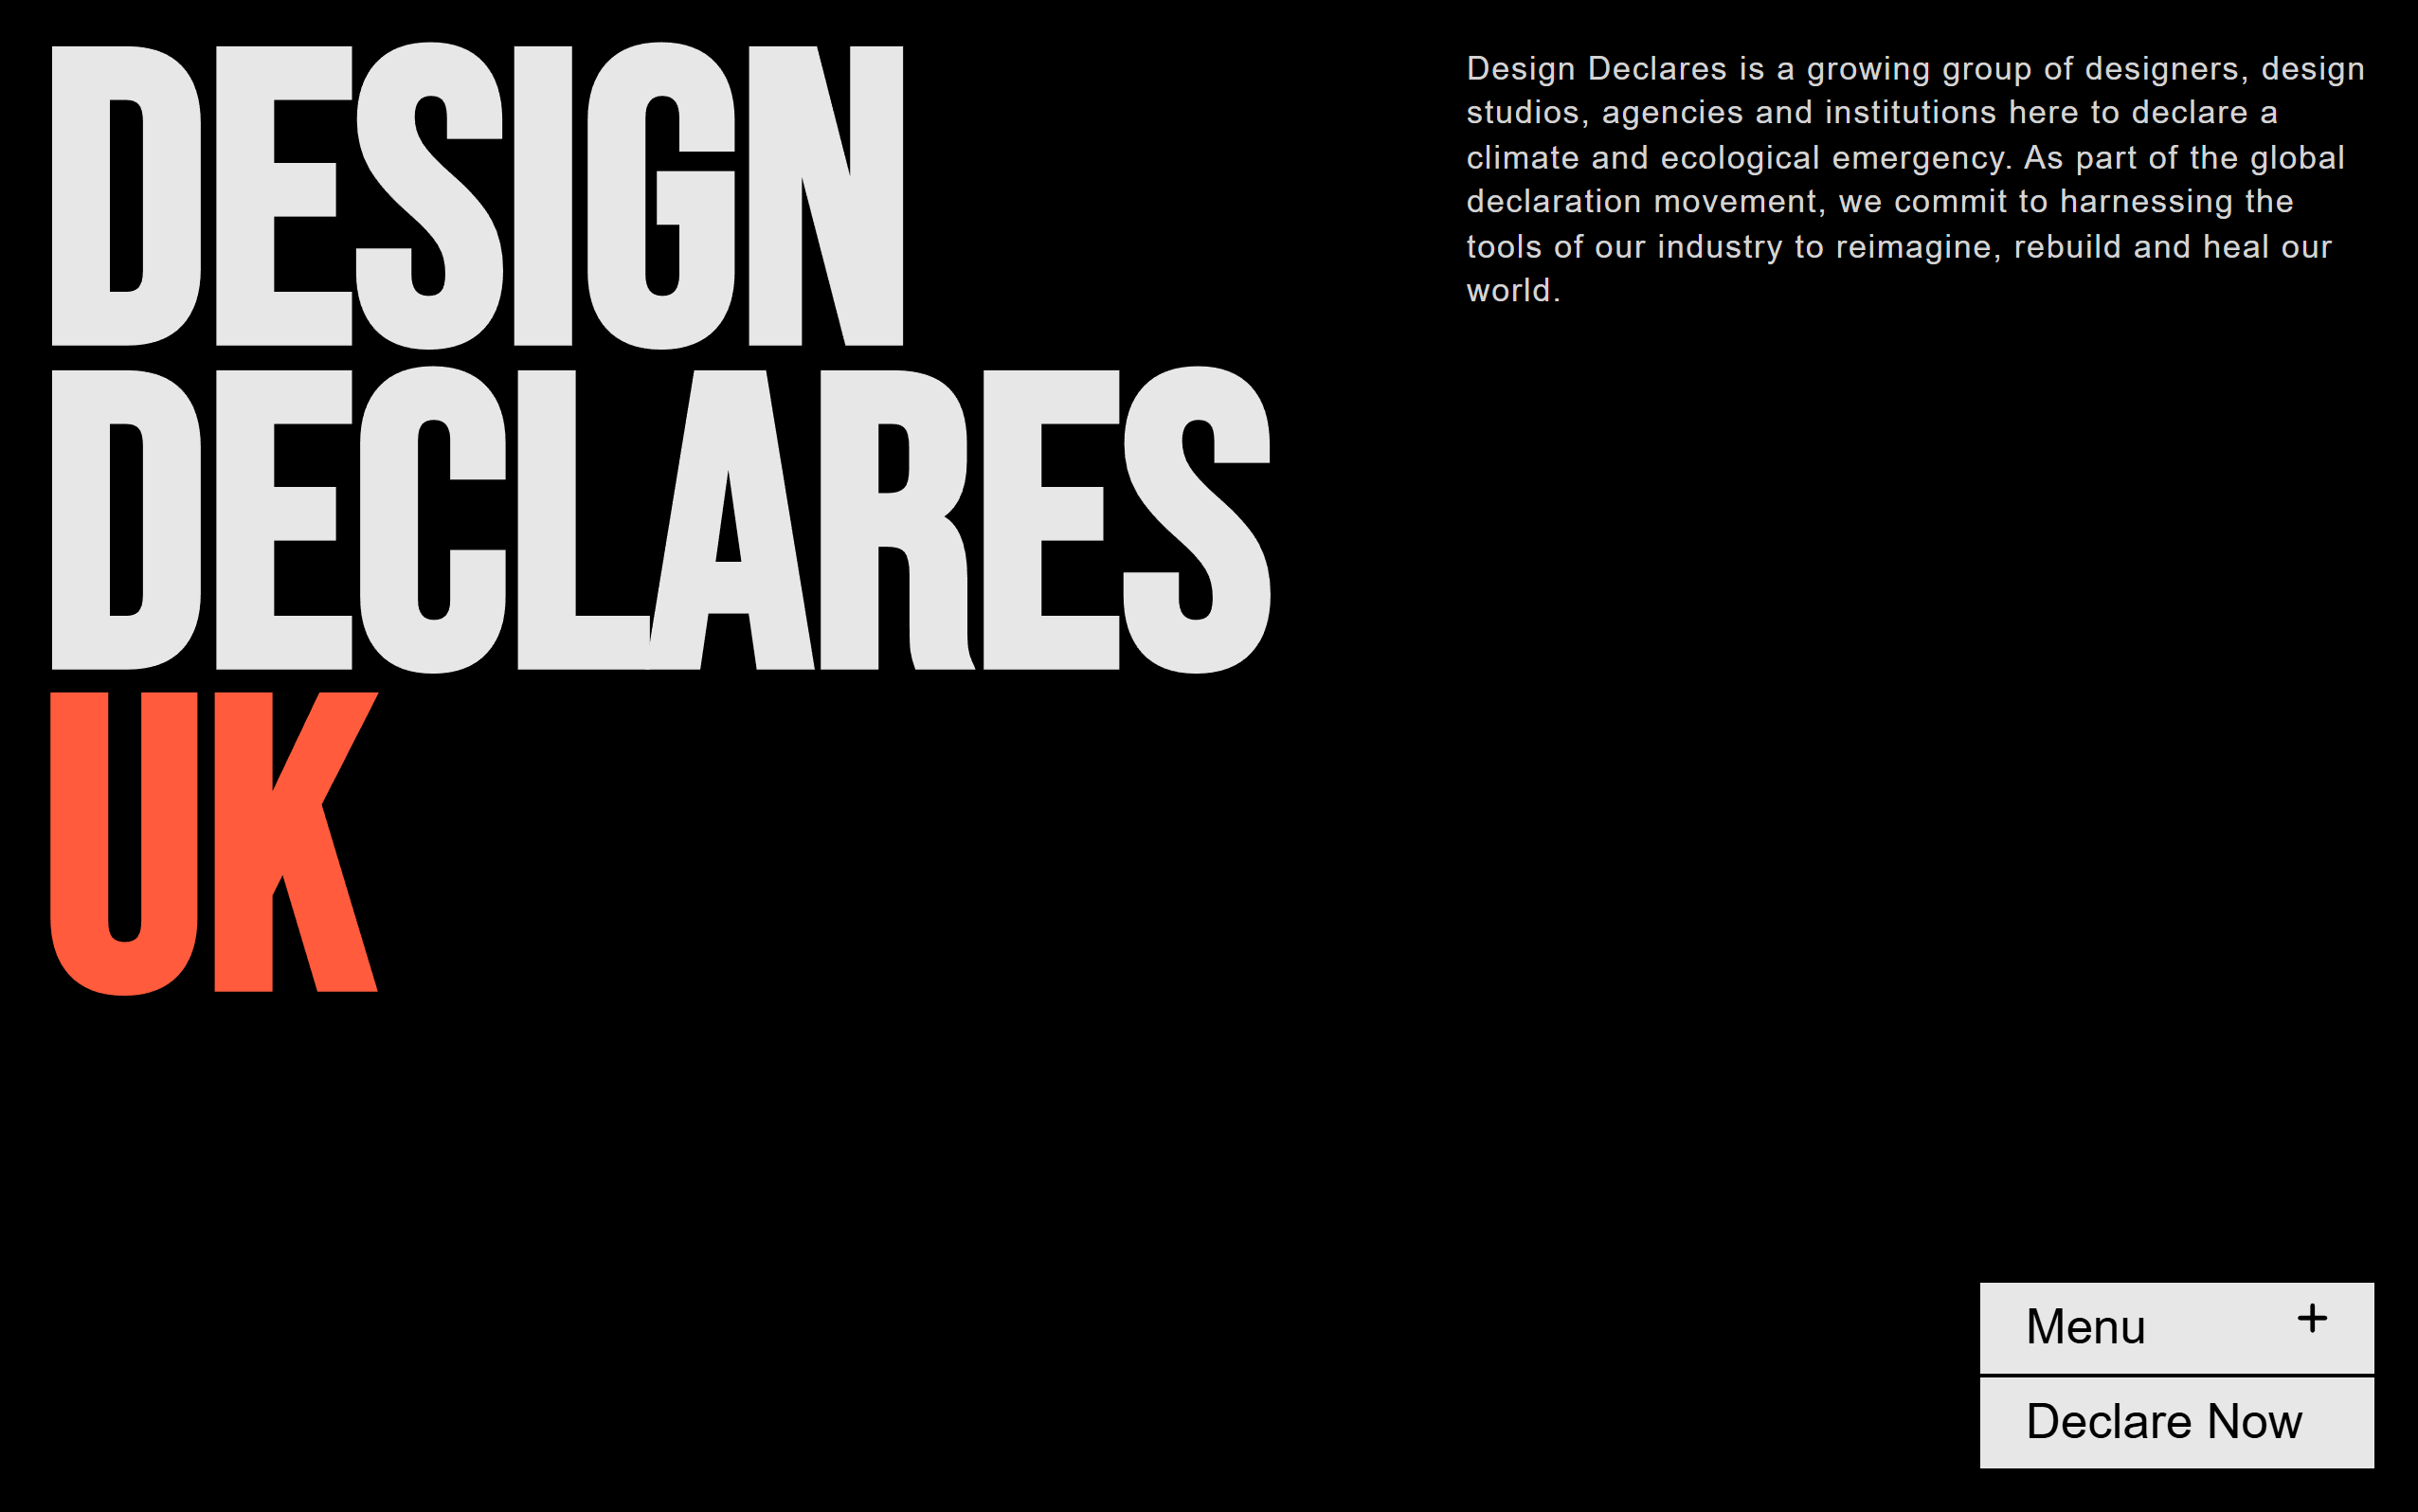 DESIGN
DECLARES
UK
Design Declares is a growing group of designers, design
studios, agencies and institutions here to declare a
climate and ecological emergency. As part of the global
declaration movement, we commit to harnessing the
tools of our industry to reimagine, rebuild and heal our
world.
Menu +
Declare Now